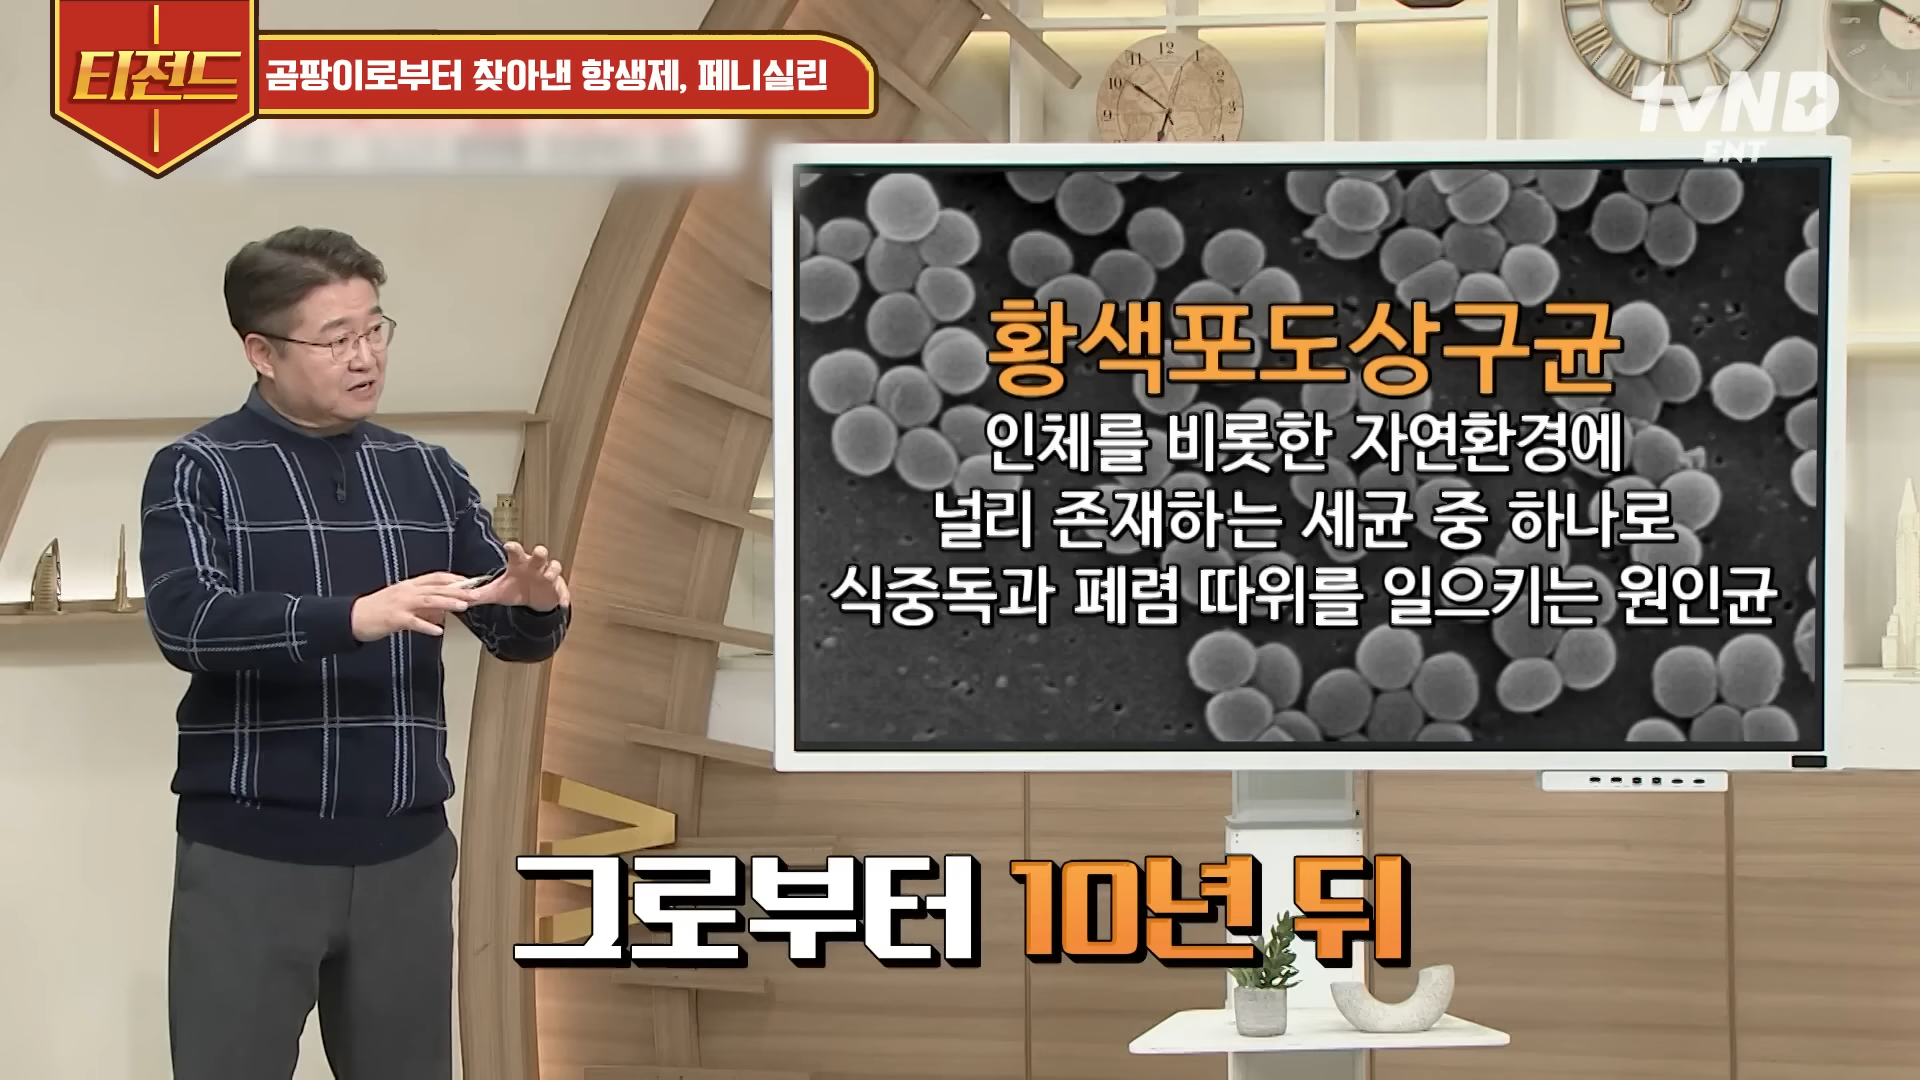 티전드
곰팡이로부터 찾아낸 항생제, 페니실린
tvND
ENT
황색포도상구균
인체를 비롯한 자연환경에
널리 존재하는 세균 중 하나로
식중독과 폐렴 따위를 일으키는 원인균
그로부터 10년 뒤